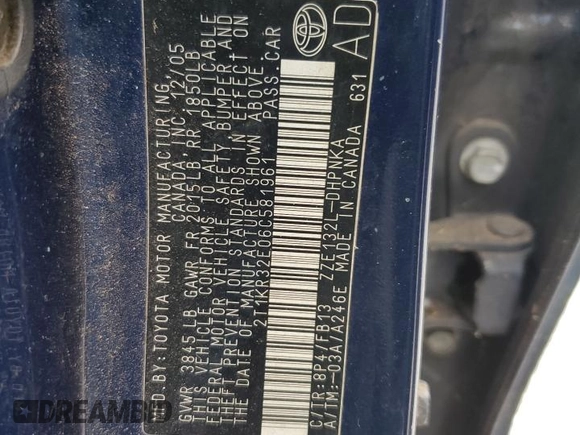 D BY: TOYOTA MOTOR MANUFACTURING
CANADA, INC. 12/05
GVWR 3845LB GAWR FR 2015LB RR 1850LB
THIS VEHICLE CONFORMS TO ALL APPLICABLE
FEDERAL MOTOR VEHICLE SAFETY, BUMPER AND
THEFT PREVENTION STANDARDS IN EFFECT ON
THE DATE OF MANUFACTURE SHOWN ABOVE.
2T1KR32E06C581961 PASS. CAR
C/TR: 8P4/FB13 ZZE132L-DHPNKA
A/TM: -03A/A246E MADE IN CANADA 631
AD
DREAMBID